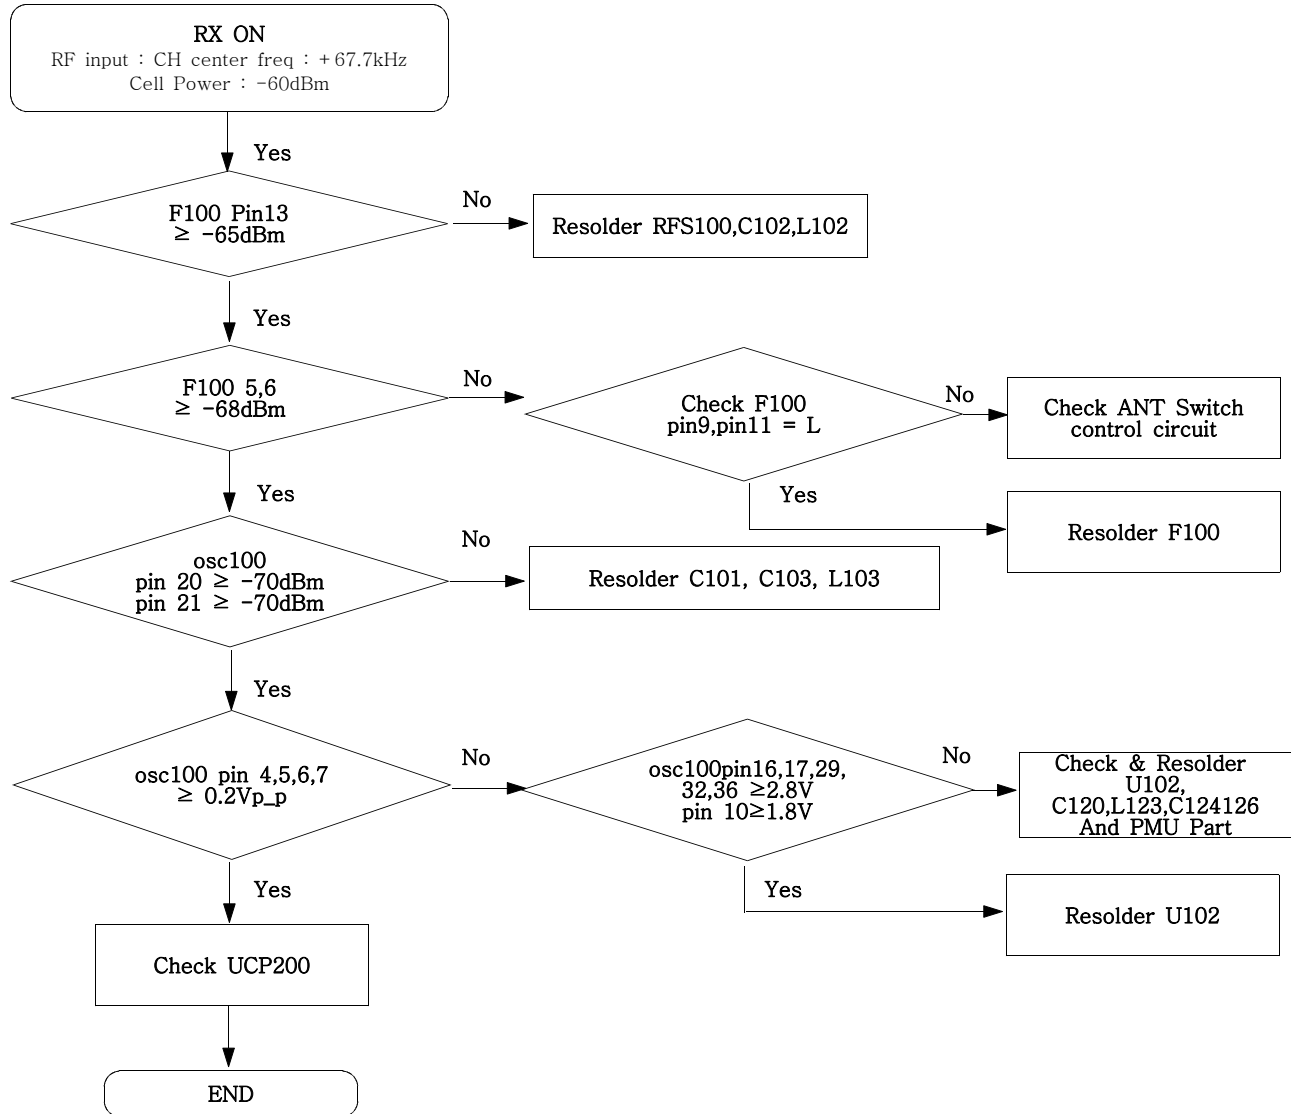 RX ON
RF input : CH center freq : +67.7kHz
Cell Power : -60dBm
Yes
F100 Pin13
≥ -65dBm
No
Resolder RFS100,C102,L102
Yes
F100 5,6
≥ -68dBm
No
Check F100
pin9,pin11 = L
No
Check ANT Switch
control circuit
Yes
Resolder F100
Yes
osc100
pin 20 ≥ -70dBm
pin 21 ≥ -70dBm
No
Resolder C101, C103, L103
Yes
osc100 pin 4,5,6,7
≥ 0.2Vp_p
No
osc100pin16,17,29,
32,36 ≥2.8V
pin 10≥1.8V
No
Check & Resolder
U102,
C120,L123,C124126
And PMU Part
Yes
Resolder U102
Yes
Check UCP200
END